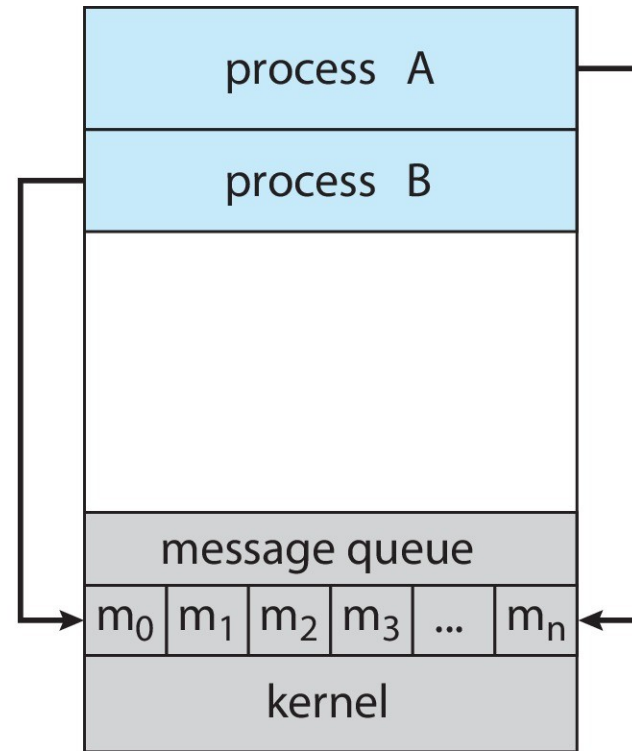 process A
process B
message queue
m₀ m₁ m₂ m₃ ... mₙ
kernel